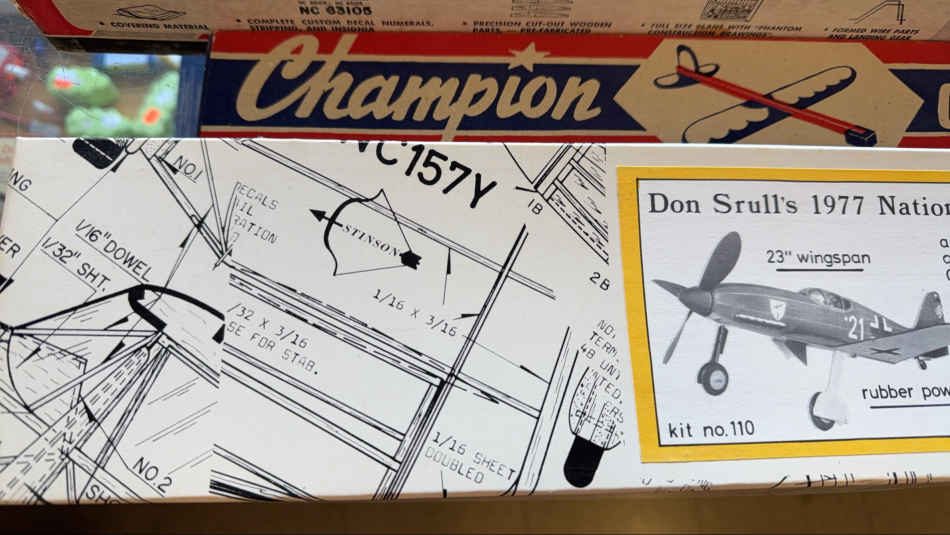 NC 63105
• COVERING MATERIAL
• COMPLETE CUSTOM DECAL NUMERALS,
STRIPPING, AND INSIGNIA
• PRECISION CUT-OUT WOODEN
PARTS — PRE-FABRICATED
• FULL SIZE PLANS WITH "PHANTOM
CONSTRUCTION DRAWINGS"
• FORMED WIRE PARTS
AND LANDING GEAR
Champion
NC157Y
NO.1
1B
2B
STINSON
1/16" DOWEL
1/32" SHT.
1/16 X 3/16
/32 X 3/16
SE FOR STAB.
1/16 SHEET
DOUBLED
NO.2
Don Srull's 1977 Nation
23" wingspan
21
rubber pow
kit no.110